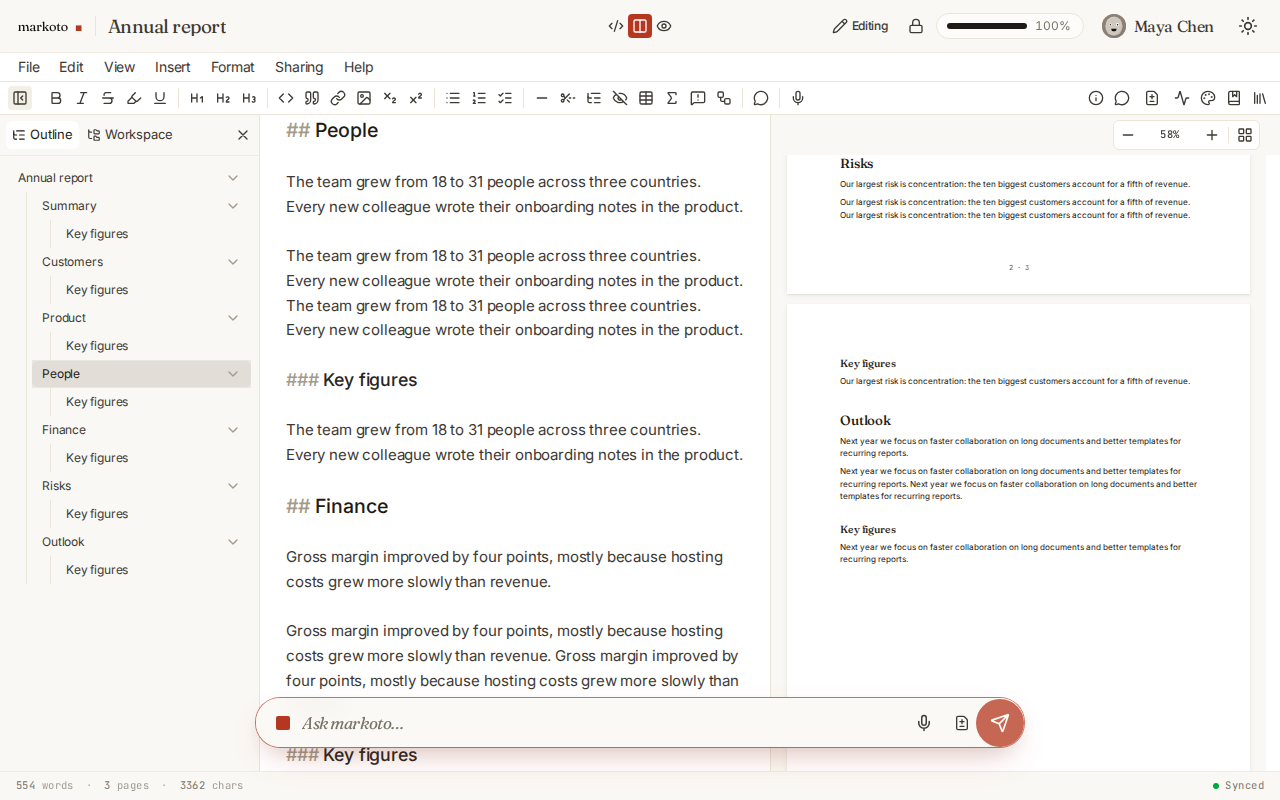 markoto
Annual report
Editing
100%
Maya Chen
File Edit View Insert Format Sharing Help
B I S U H1 H2 H3 X2 X2
Outline
Workspace
58%
Annual report
Summary
Key figures
Customers
Key figures
Product
Key figures
People
Key figures
Finance
Key figures
Risks
Key figures
Outlook
Key figures
## People
The team grew from 18 to 31 people across three countries.
Every new colleague wrote their onboarding notes in the product.
The team grew from 18 to 31 people across three countries.
Every new colleague wrote their onboarding notes in the product.
The team grew from 18 to 31 people across three countries.
Every new colleague wrote their onboarding notes in the product.
### Key figures
The team grew from 18 to 31 people across three countries.
Every new colleague wrote their onboarding notes in the product.
## Finance
Gross margin improved by four points, mostly because hosting
costs grew more slowly than revenue.
Gross margin improved by four points, mostly because hosting
costs grew more slowly than revenue. Gross margin improved by
four points, mostly because hosting costs grew more slowly than
### Key figures
Risks
Our largest risk is concentration: the ten biggest customers account for a fifth of revenue.
Our largest risk is concentration: the ten biggest customers account for a fifth of revenue.
Our largest risk is concentration: the ten biggest customers account for a fifth of revenue.
2 - 3
Key figures
Our largest risk is concentration: the ten biggest customers account for a fifth of revenue.
Outlook
Next year we focus on faster collaboration on long documents and better templates for
recurring reports.
Next year we focus on faster collaboration on long documents and better templates for
recurring reports. Next year we focus on faster collaboration on long documents and better
templates for recurring reports.
Key figures
Next year we focus on faster collaboration on long documents and better templates for
recurring reports.
Ask markoto...
554 words · 3 pages · 3362 chars
Synced